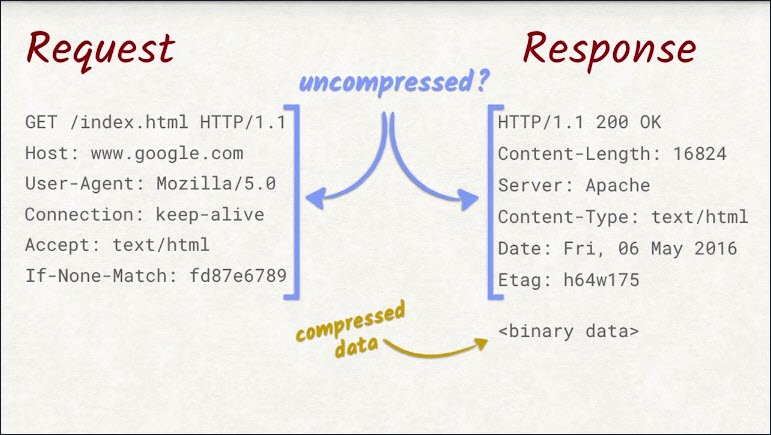 Request
Response
uncompressed?
GET /index.html HTTP/1.1
Host: www.google.com
User-Agent: Mozilla/5.0
Connection: keep-alive
Accept: text/html
If-None-Match: fd87e6789
HTTP/1.1 200 OK
Content-Length: 16824
Server: Apache
Content-Type: text/html
Date: Fri, 06 May 2016
Etag: h64w175
compressed
data
<binary data>